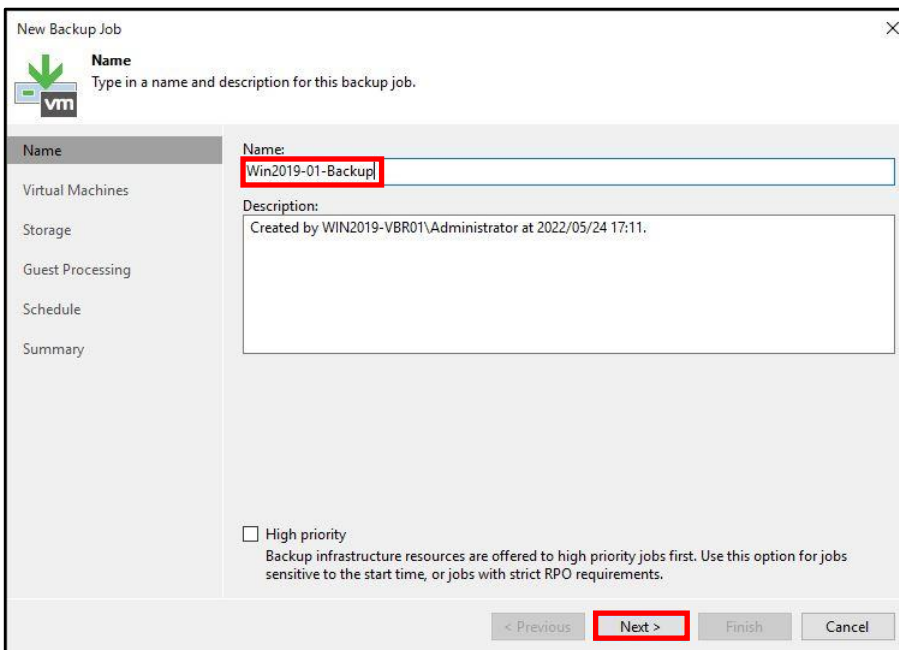 New Backup Job
Name
Type in a name and description for this backup job.
vm
Name
Virtual Machines
Storage
Guest Processing
Schedule
Summary
Name:
Win2019-01-Backup
Description:
Created by WIN2019-VBR01\Administrator at 2022/05/24 17:11.
High priority
Backup infrastructure resources are offered to high priority jobs first. Use this option for jobs
sensitive to the start time, or jobs with strict RPO requirements.
< Previous
Next >
Finish
Cancel